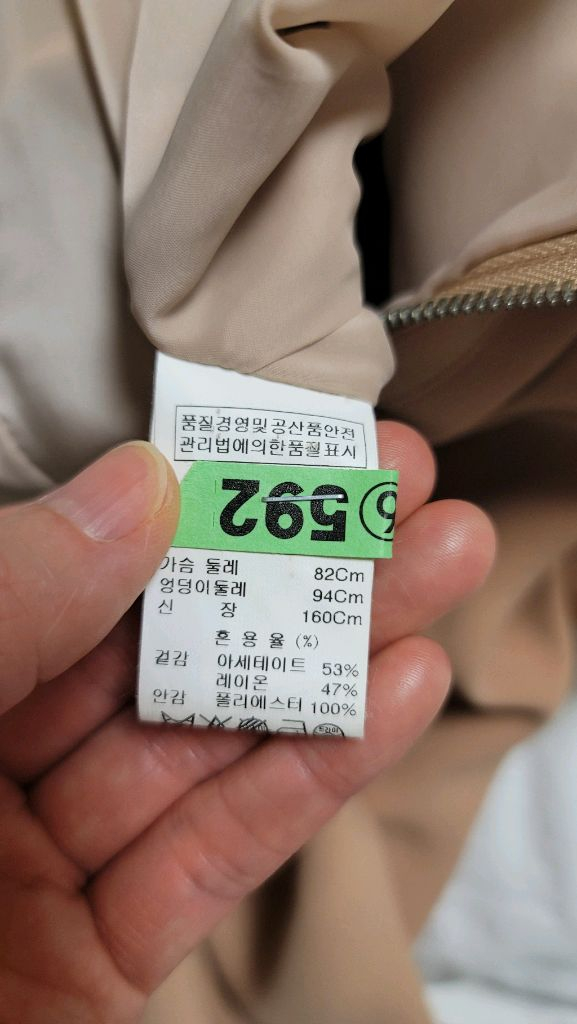 품질경영및공산품안전
관리법에의한품질표시
592
가슴 둘레 82Cm
엉덩이둘레 94Cm
신 장 160Cm
혼 용 율 (%)
겉감 아세테이트 53%
레이온 47%
안감 폴리에스터 100%
드라이